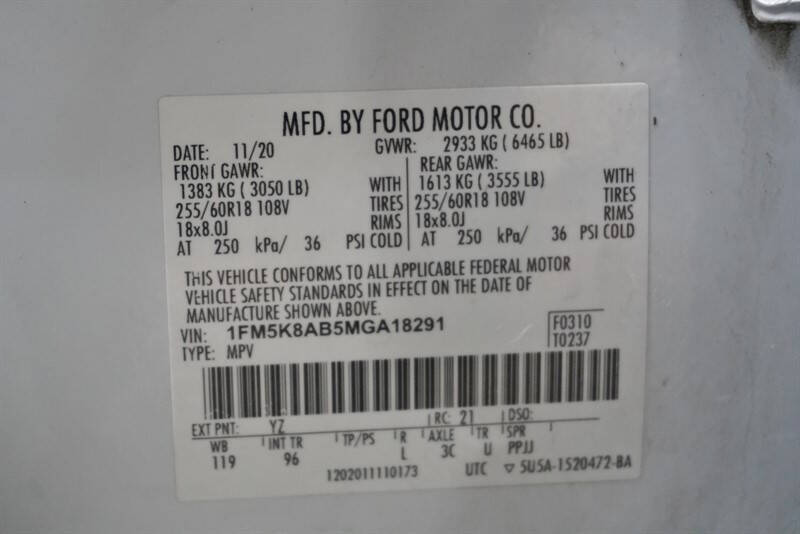 MFD. BY FORD MOTOR CO.
DATE: 11/20 GVWR: 2933 KG ( 6465 LB)
FRONT GAWR: REAR GAWR:
1383 KG ( 3050 LB) WITH 1613 KG ( 3555 LB) WITH
255/60R18 108V TIRES 255/60R18 108V TIRES
18x8.0J RIMS 18x8.0J RIMS
AT 250 kPa/ 36 PSI COLD AT 250 kPa/ 36 PSI COLD
THIS VEHICLE CONFORMS TO ALL APPLICABLE FEDERAL MOTOR
VEHICLE SAFETY STANDARDS IN EFFECT ON THE DATE OF
MANUFACTURE SHOWN ABOVE.
VIN: 1FM5K8AB5MGA18291 F0310
TYPE: MPV T0237
EXT PNT: YZ RC: 21 DSO:
WB INT TR TP/PS R AXLE TR SPR
119 96 L 3C U PPJJ
1202011110173 UTC ▽ 5U5A-1520472-BA